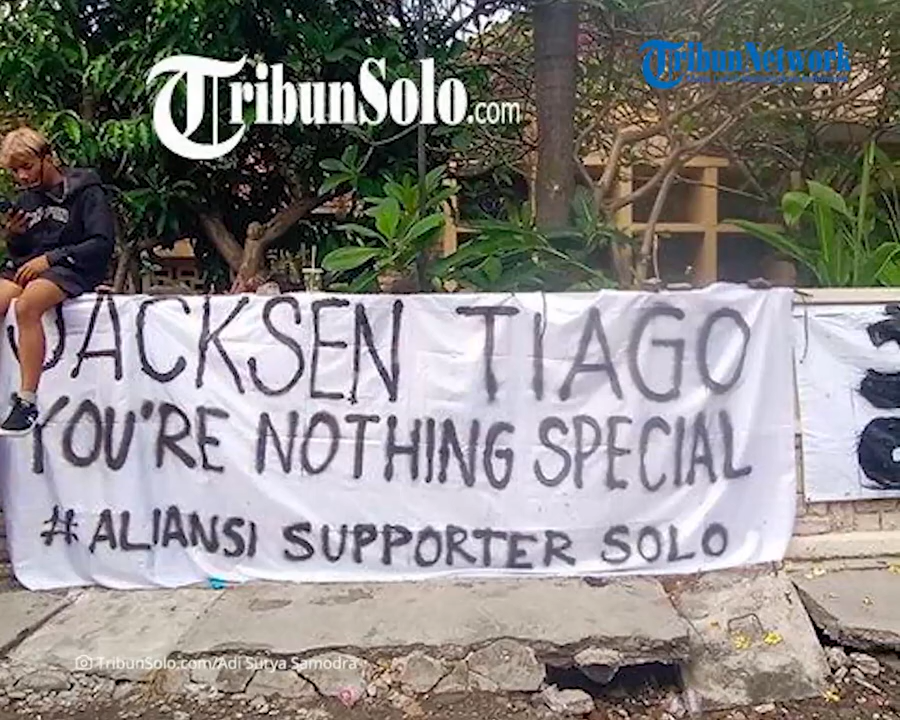 TribunSolo.com
TribunNetwork
JACKSEN TIAGO
YOU'RE NOTHING SPECIAL
#ALIANSI SUPPORTER SOLO
TribunSolo.com/Adi Surya Samodra